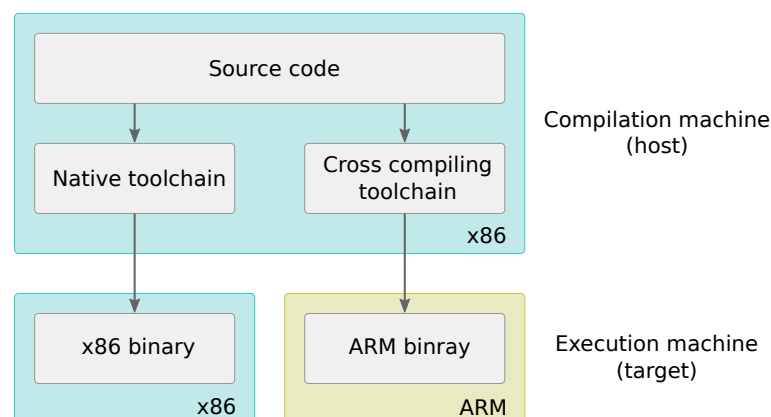 Source code
Compilation machine
(host)
Native toolchain
Cross compiling
toolchain
x86
x86 binary
ARM binray
Execution machine
(target)
x86
ARM